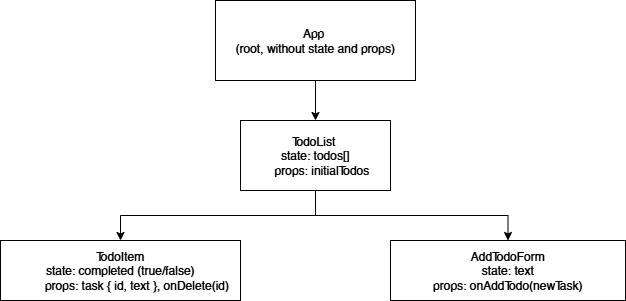 App
(root, without state and props)
TodoList
state: todos[]
props: initialTodos
TodoItem
state: completed (true/false)
props: task { id, text }, onDelete(id)
AddTodoForm
state: text
props: onAddTodo(newTask)